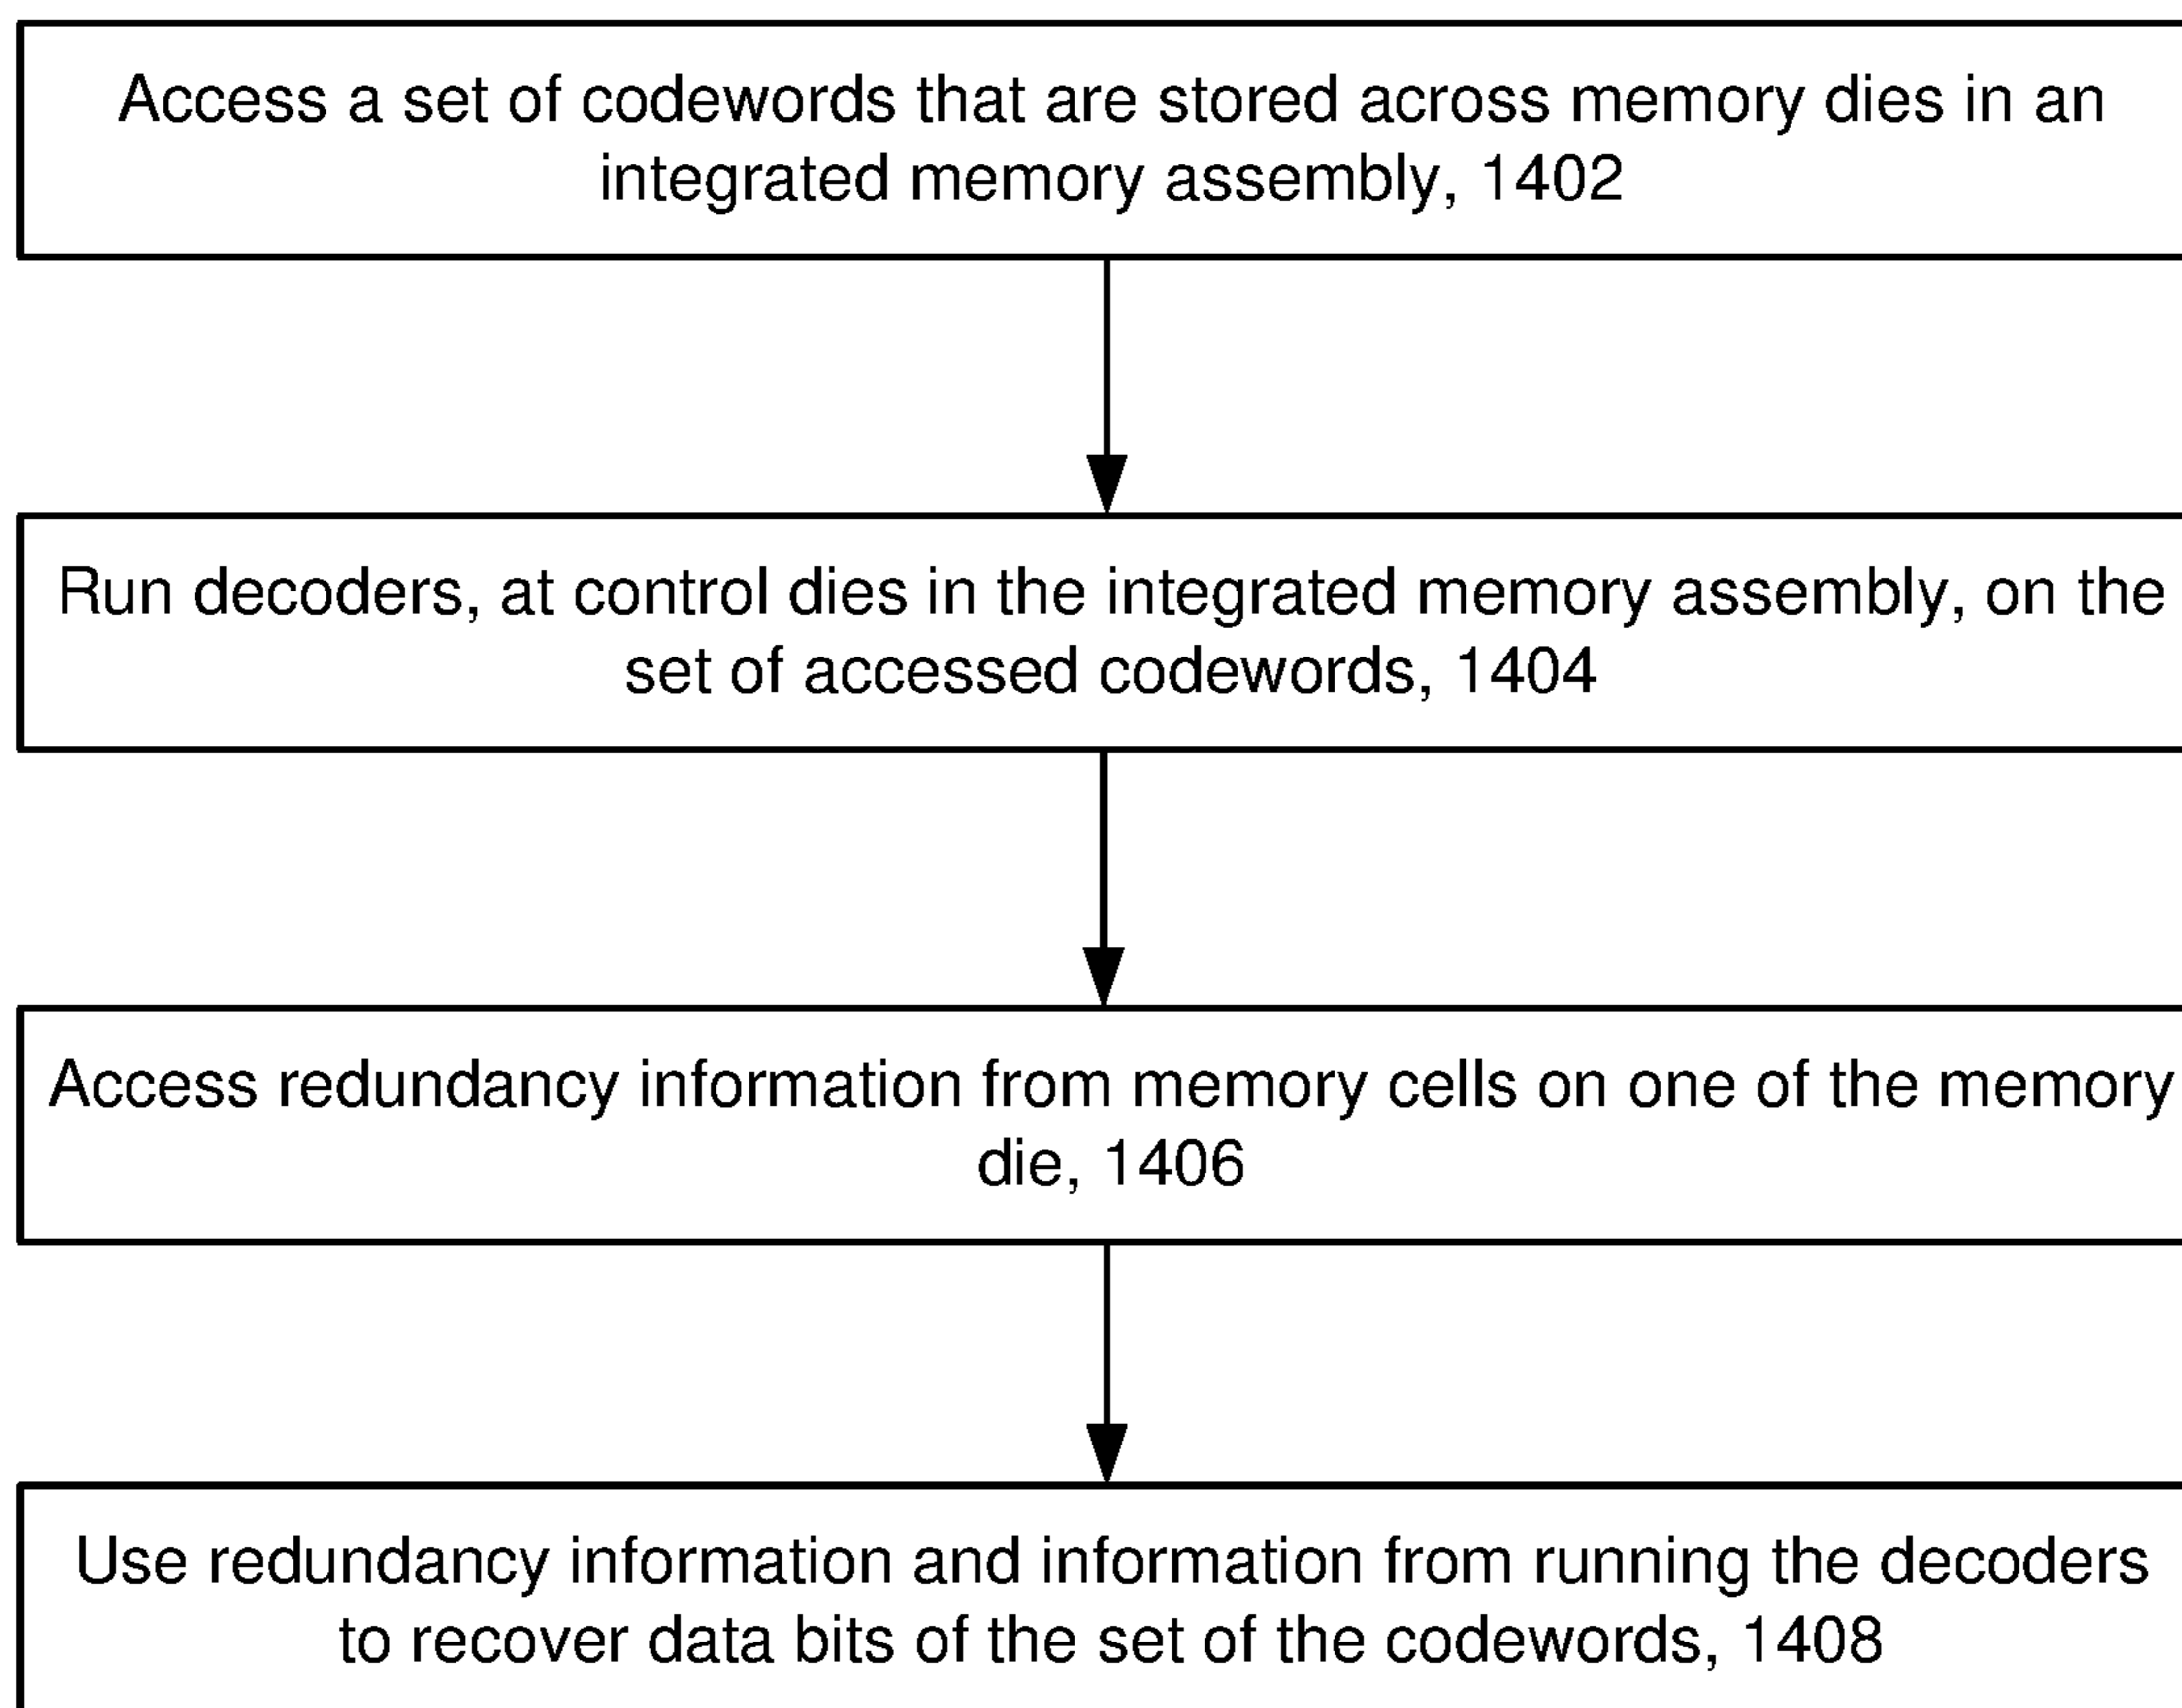 Access a set of codewords that are stored across memory dies in an
integrated memory assembly, 1402
Run decoders, at control dies in the integrated memory assembly, on the
set of accessed codewords, 1404
Access redundancy information from memory cells on one of the memory
die, 1406
Use redundancy information and information from running the decoders
to recover data bits of the set of the codewords, 1408